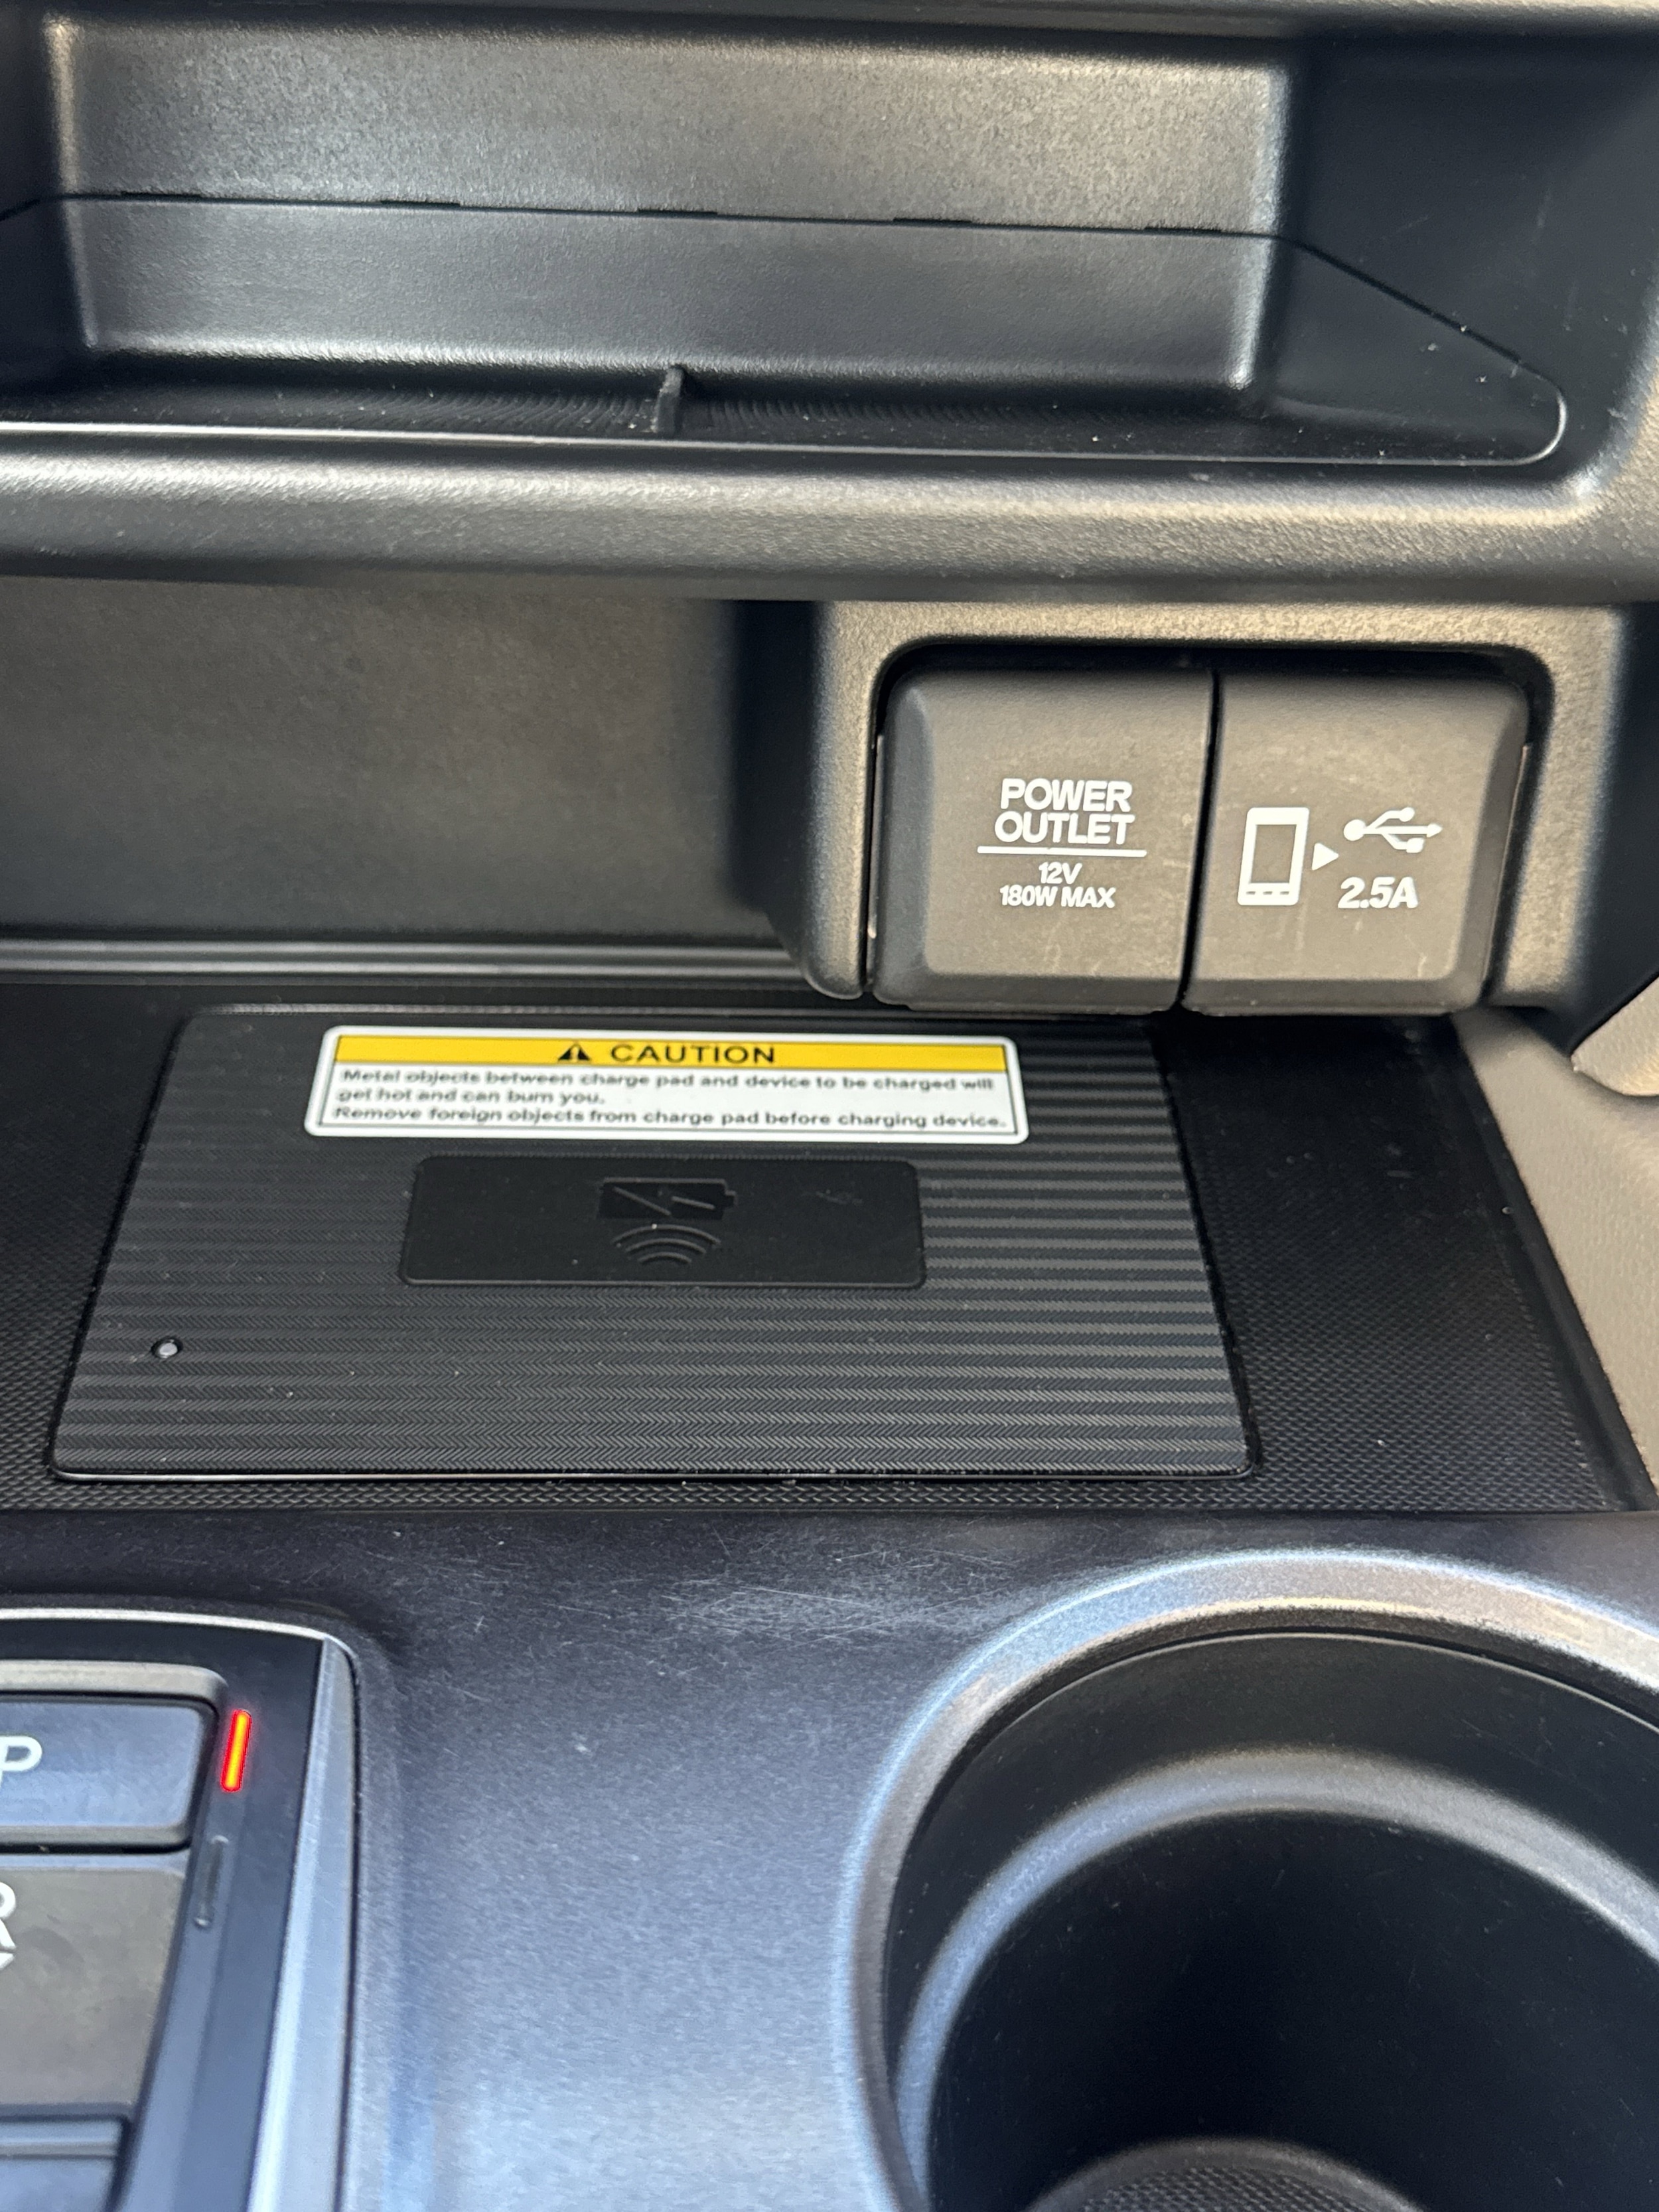 POWER
OUTLET
12V
180W MAX
2.5A
CAUTION
Metal objects between charge pad and device to be charged will
get hot and can burn you.
Remove foreign objects from charge pad before charging device.
P
R